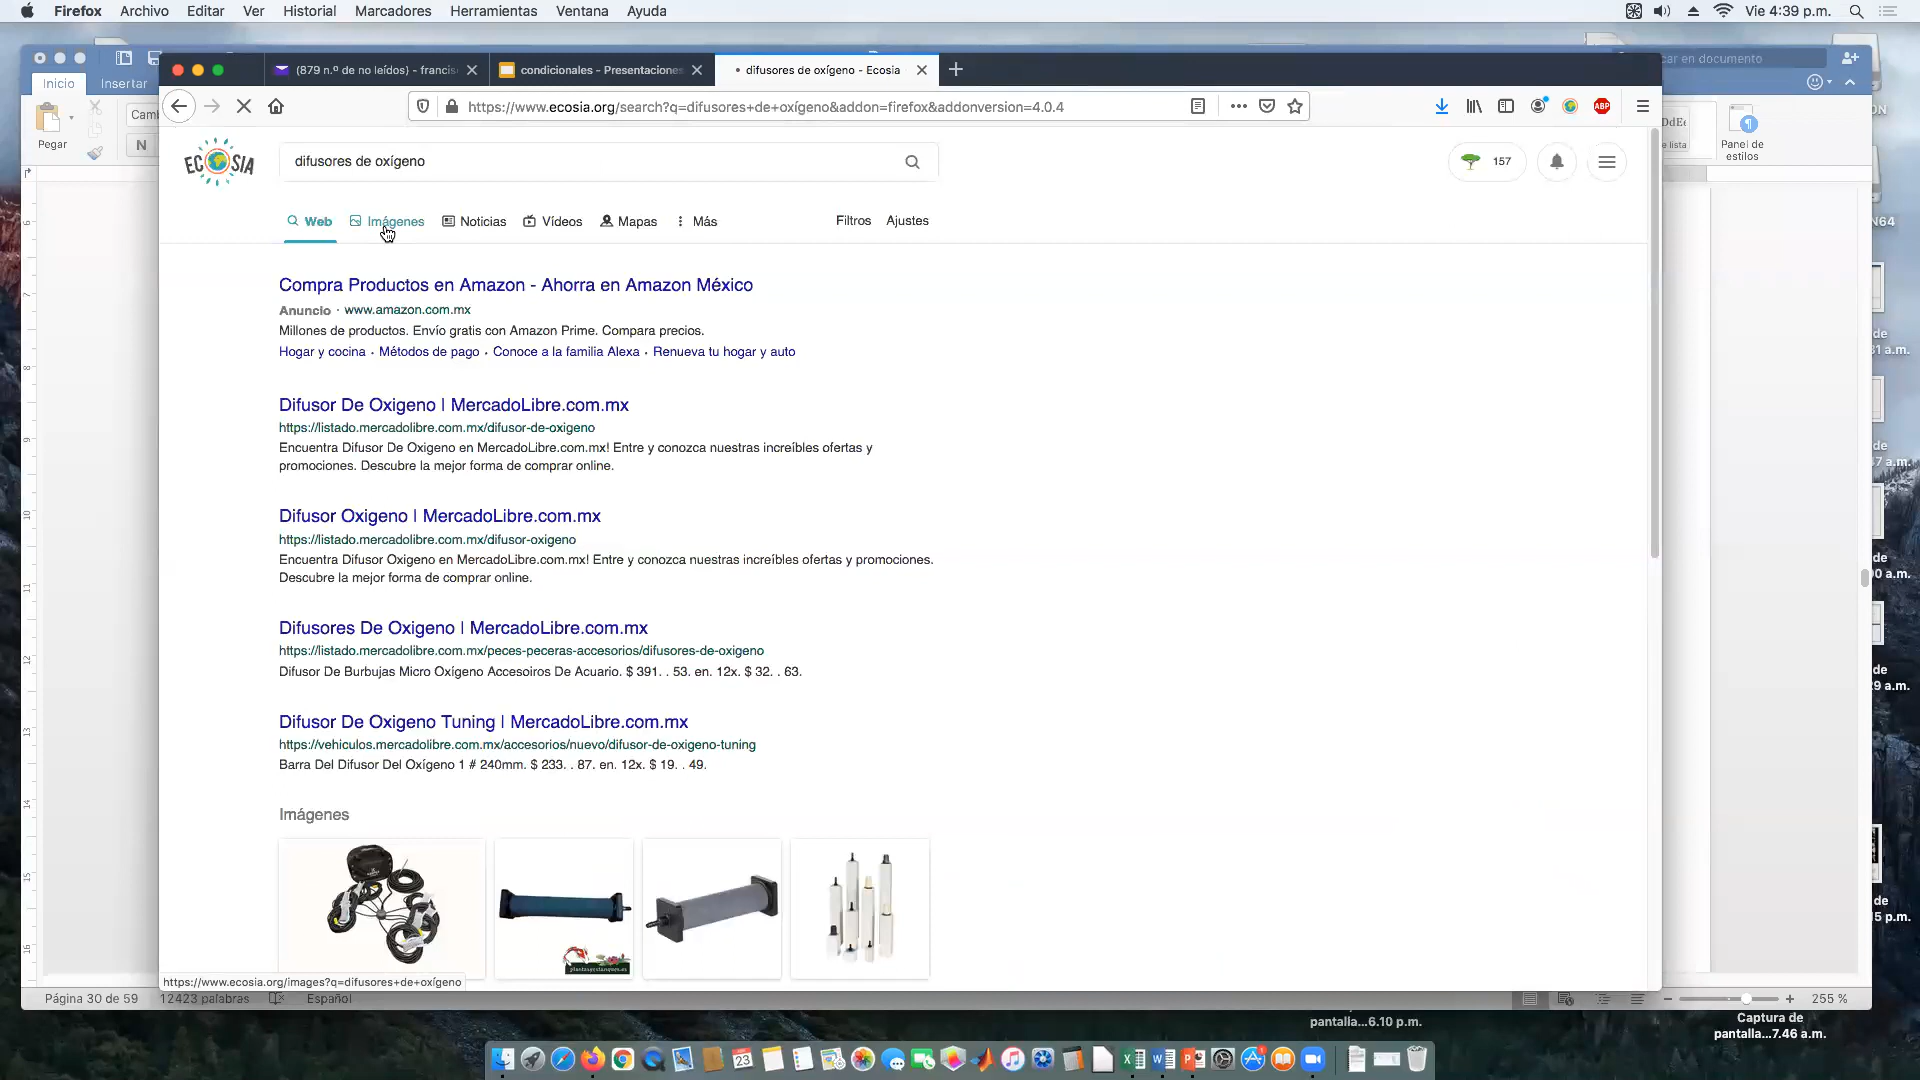 Firefox Archivo Editar Ver Historial Marcadores Herramientas Ventana Ayuda
Vie 4:39 p.m.
(879 n.º de no leídos) - francis
condicionales - Presentaciones
difusores de oxígeno - Ecosia
car en documento
Inicio Insertar
https://www.ecosia.org/search?q=difusores+de+oxígeno&addon=firefox&addonversion=4.0.4
ABP
Pegar
Camb
N
de lista
Panel de
estilos
ECOSIA
difusores de oxígeno
157
Web Imágenes Noticias Vídeos Mapas Más Filtros Ajustes
Compra Productos en Amazon - Ahorra en Amazon México
Anuncio · www.amazon.com.mx
Millones de productos. Envío gratis con Amazon Prime. Compara precios.
Hogar y cocina · Métodos de pago · Conoce a la familia Alexa · Renueva tu hogar y auto
Difusor De Oxigeno | MercadoLibre.com.mx
https://listado.mercadolibre.com.mx/difusor-de-oxigeno
Encuentra Difusor De Oxigeno en MercadoLibre.com.mx! Entre y conozca nuestras increíbles ofertas y
promociones. Descubre la mejor forma de comprar online.
Difusor Oxigeno | MercadoLibre.com.mx
https://listado.mercadolibre.com.mx/difusor-oxigeno
Encuentra Difusor Oxigeno en MercadoLibre.com.mx! Entre y conozca nuestras increíbles ofertas y promociones.
Descubre la mejor forma de comprar online.
Difusores De Oxigeno | MercadoLibre.com.mx
https://listado.mercadolibre.com.mx/peces-peceras-accesorios/difusores-de-oxigeno
Difusor De Burbujas Micro Oxígeno Accesoiros De Acuario. $ 391. . 53. en. 12x. $ 32. . 63.
Difusor De Oxigeno Tuning | MercadoLibre.com.mx
https://vehiculos.mercadolibre.com.mx/accesorios/nuevo/difusor-de-oxigeno-tuning
Barra Del Difusor Del Oxígeno 1 # 240mm. $ 233. . 87. en. 12x. $ 19. . 49.
Imágenes
https://www.ecosia.org/images?q=difusores+de+oxígeno
Página 30 de 59 12423 palabras Español
255 %
Captura de
pantalla...6.10 p.m.
pantalla...7.46 a.m.
23